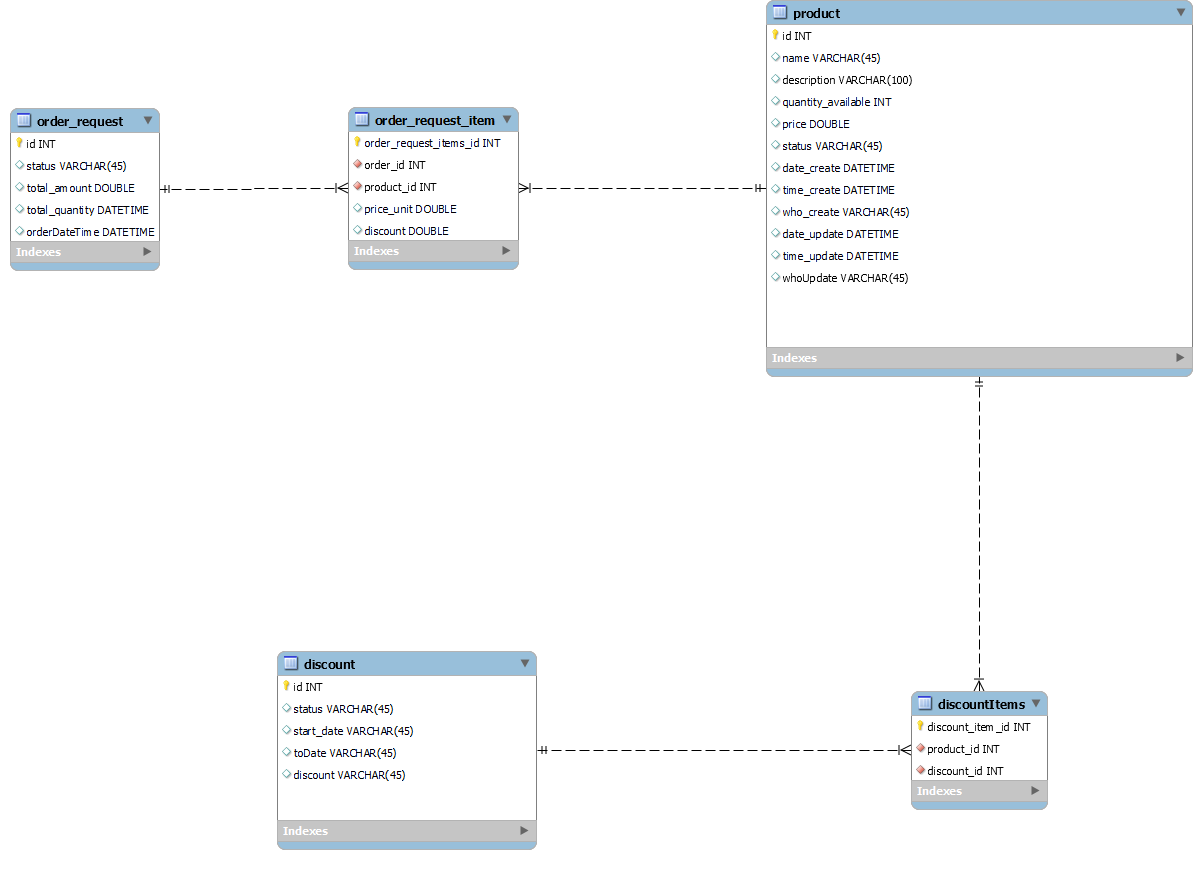 product
id INT
name VARCHAR(45)
description VARCHAR(100)
quantity_available INT
price DOUBLE
status VARCHAR(45)
date_create DATETIME
time_create DATETIME
who_create VARCHAR(45)
date_update DATETIME
time_update DATETIME
whoUpdate VARCHAR(45)
Indexes
order_request
id INT
status VARCHAR(45)
total_amount DOUBLE
total_quantity DATETIME
orderDateTime DATETIME
Indexes
order_request_item
order_request_items_id INT
order_id INT
product_id INT
price_unit DOUBLE
discount DOUBLE
Indexes
discount
id INT
status VARCHAR(45)
start_date VARCHAR(45)
toDate VARCHAR(45)
discount VARCHAR(45)
Indexes
discountItems
discount_item_id INT
product_id INT
discount_id INT
Indexes